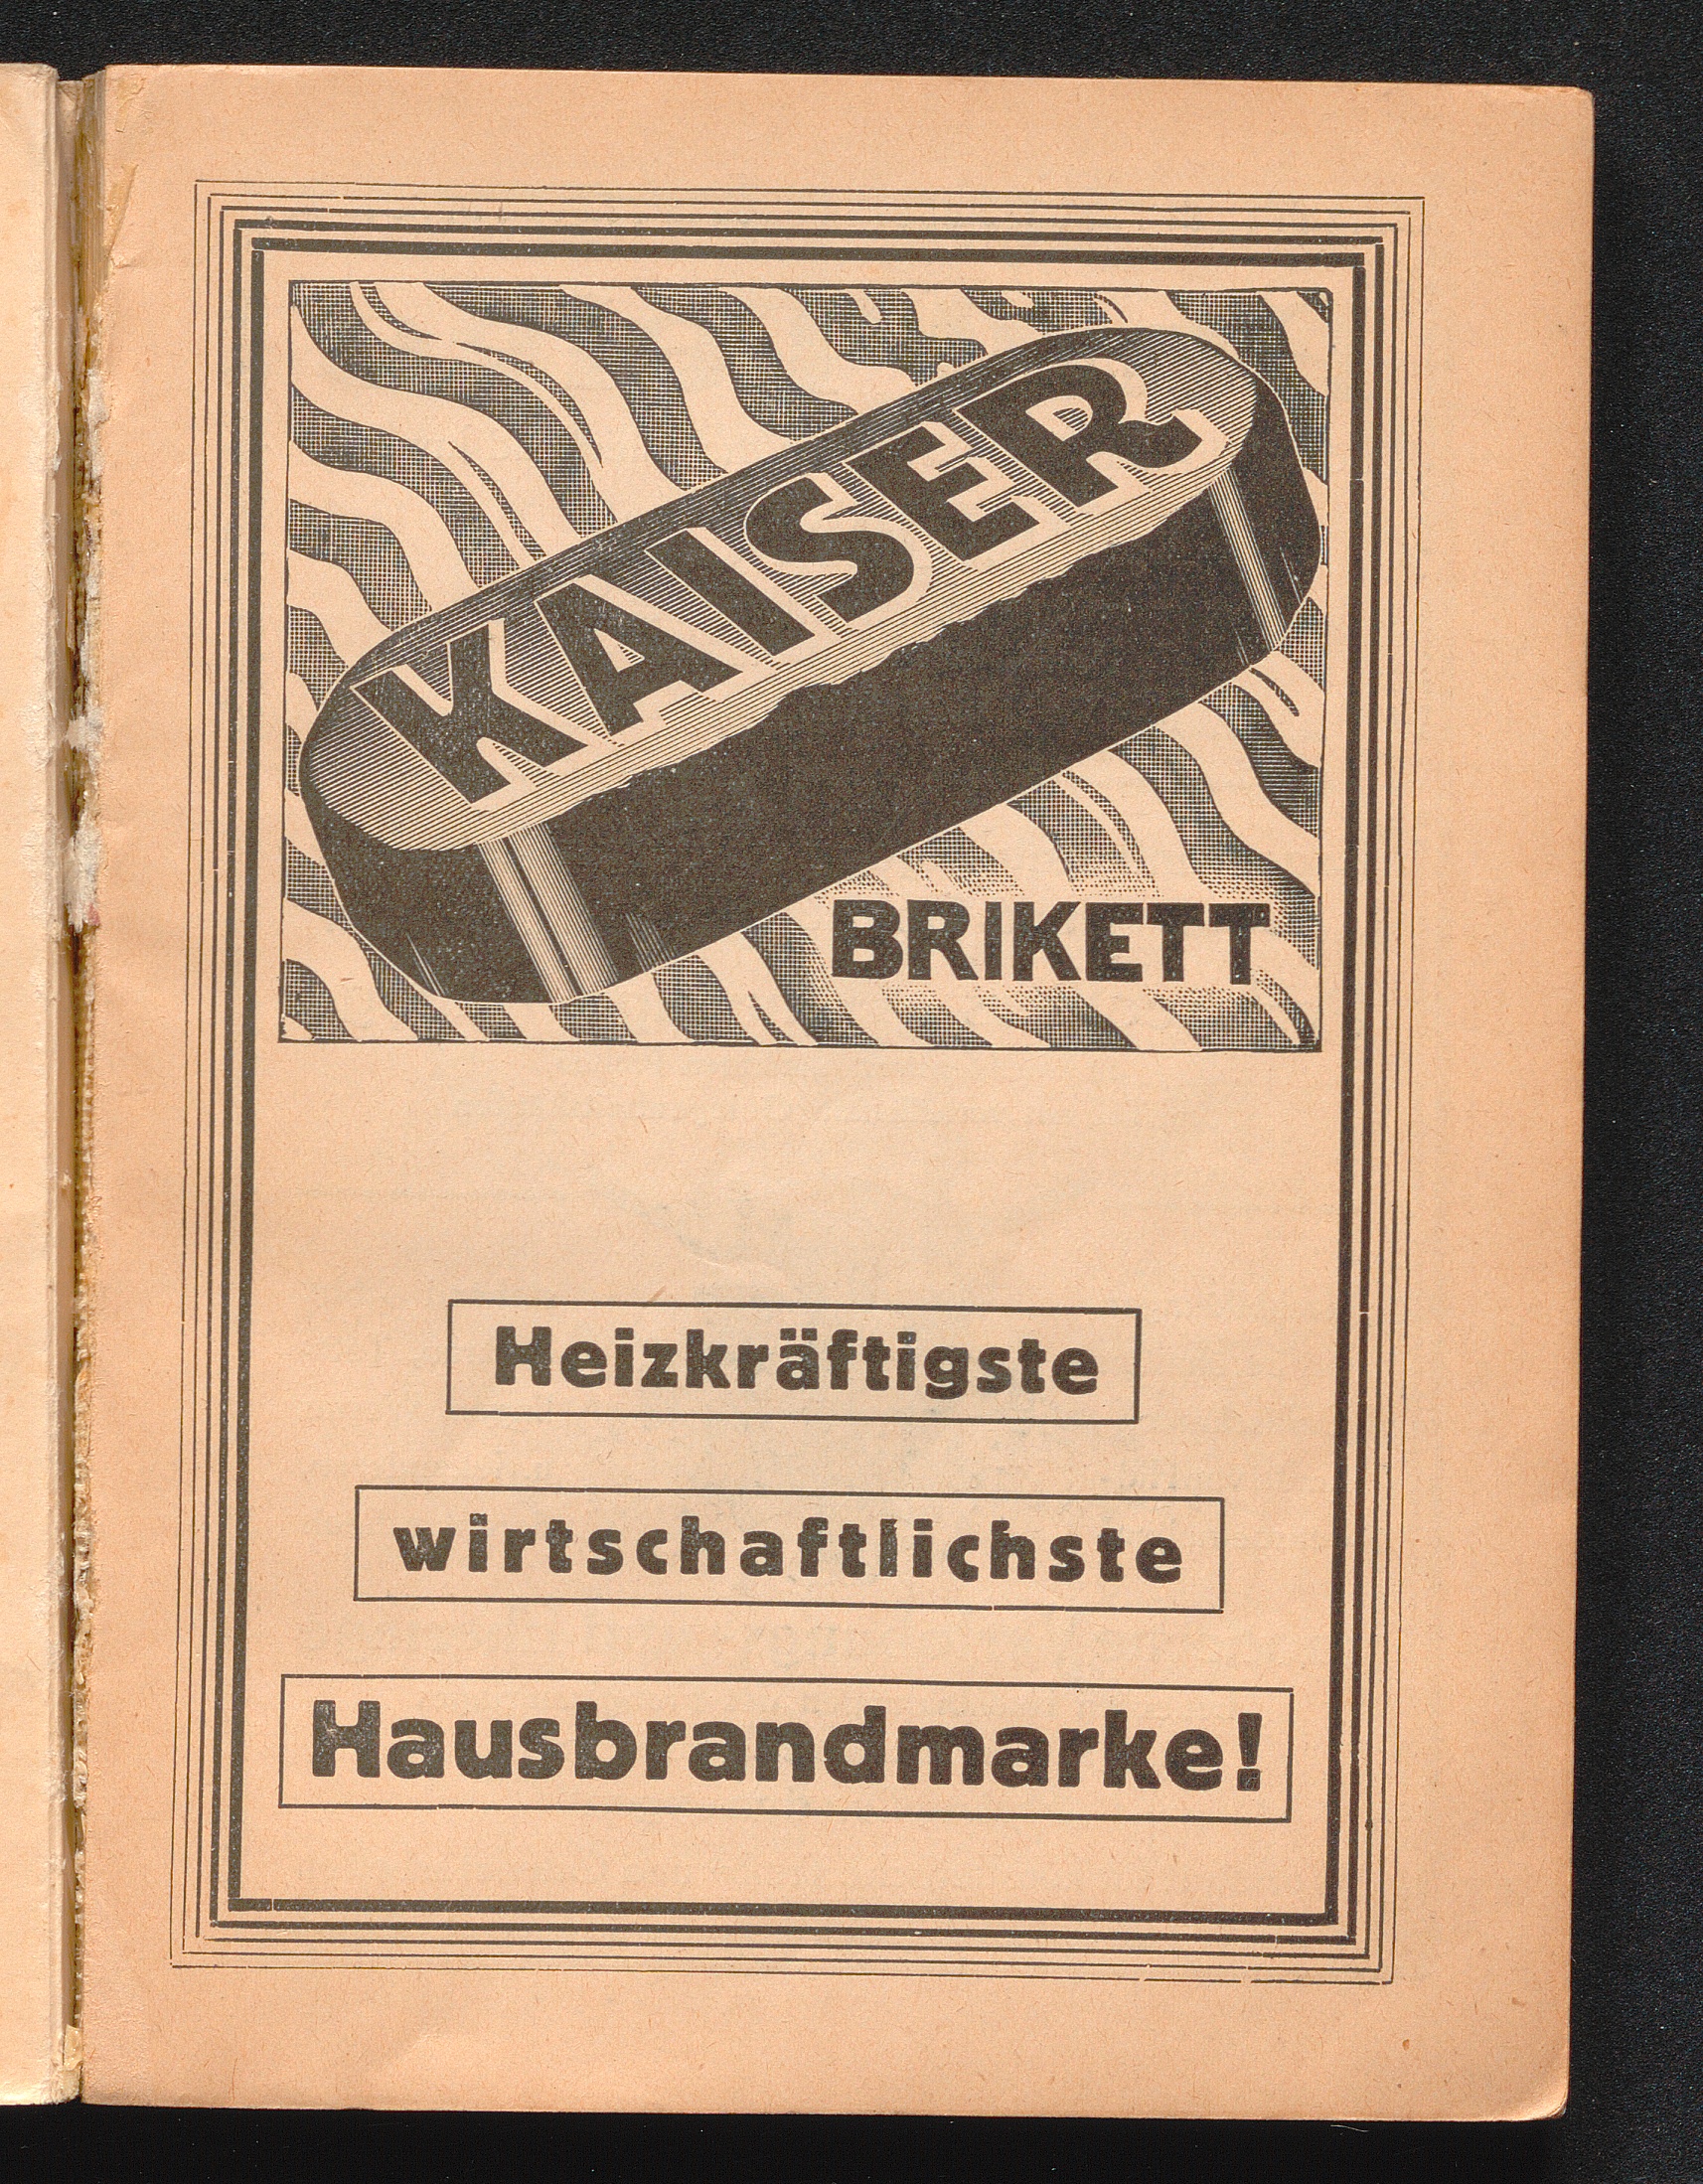 KAISER
BRIKETT
Heizkräftigste
wirtschaftlichste
Hausbrandmarke!